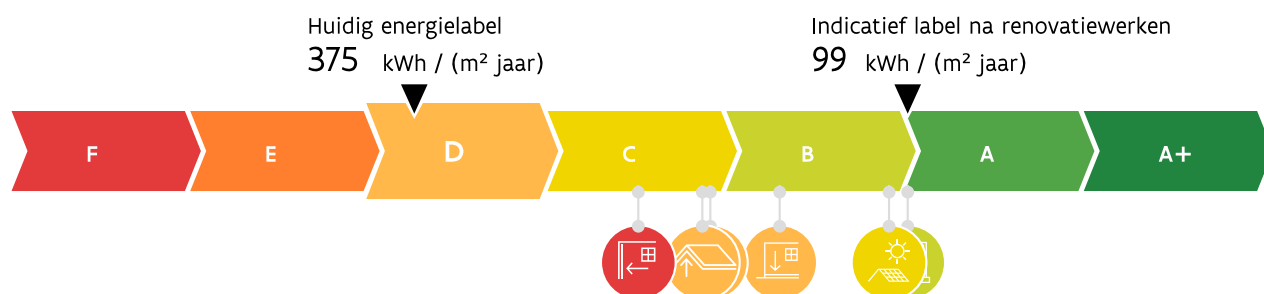 Huidig energielabel
375 kWh / (m² jaar)
Indicatief label na renovatiewerken
99 kWh / (m² jaar)
F E D C B A A+